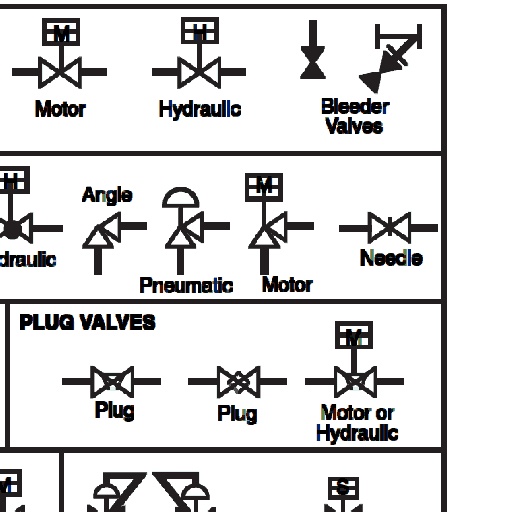 M
H
Motor
Hydraulic
Bleeder
Valves
H
Angle
M
draulic
Pneumatic
Motor
Needle
PLUG VALVES
M
Plug
Plug
Motor or
Hydraulic
S